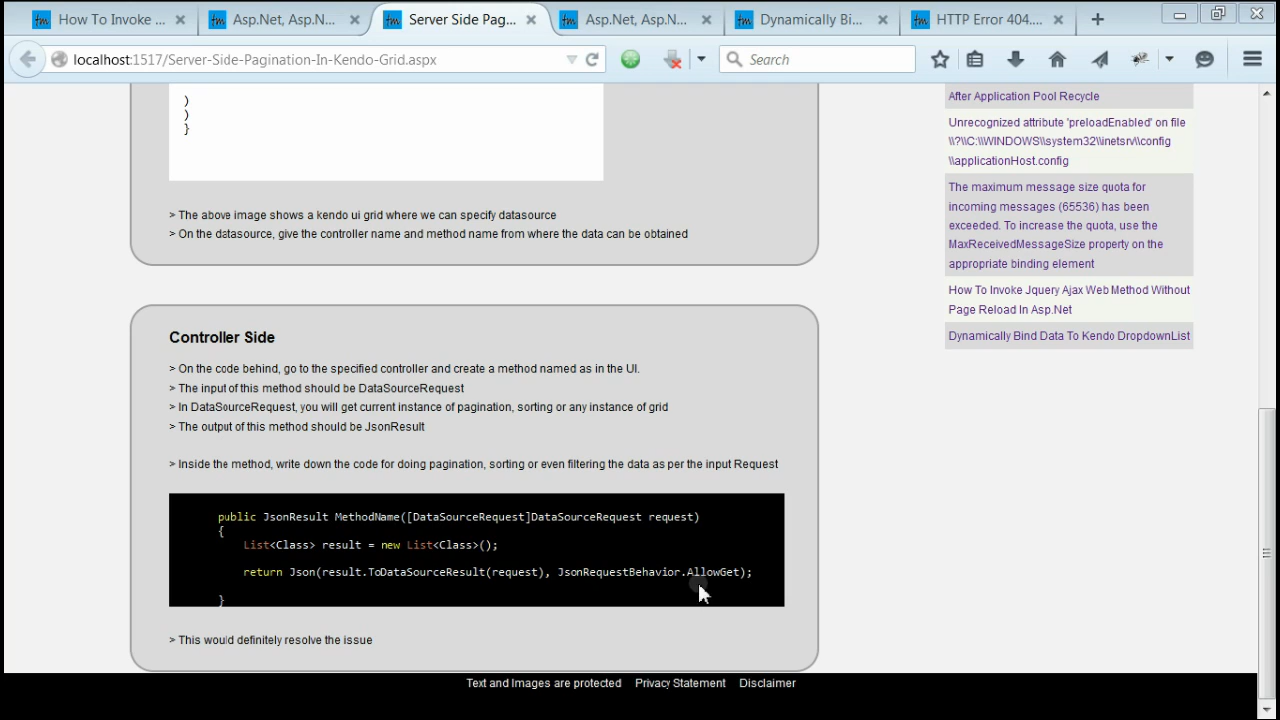 How To Invoke ...
Asp.Net, Asp.N...
Server Side Pag...
Asp.Net, Asp.N...
Dynamically Bi...
HTTP Error 404....
localhost:1517/Server-Side-Pagination-In-Kendo-Grid.aspx
Search
)
)
}
> The above image shows a kendo ui grid where we can specify datasource
> On the datasource, give the controller name and method name from where the data can be obtained
Controller Side
> On the code behind, go to the specified controller and create a method named as in the UI.
> The input of this method should be DataSourceRequest
> In DataSourceRequest, you will get current instance of pagination, sorting or any instance of grid
> The output of this method should be JsonResult
> Inside the method, write down the code for doing pagination, sorting or even filtering the data as per the input Request
public JsonResult MethodName([DataSourceRequest]DataSourceRequest request)
{
List<Class> result = new List<Class>();
return Json(result.ToDataSourceResult(request), JsonRequestBehavior.AllowGet);
}
> This would definitely resolve the issue
After Application Pool Recycle
Unrecognized attribute 'preloadEnabled' on file
\\?\\C:\\WINDOWS\\system32\\inetsrv\\config
\\applicationHost.config
The maximum message size quota for
incoming messages (65536) has been
exceeded. To increase the quota, use the
MaxReceivedMessageSize property on the
appropriate binding element
How To Invoke Jquery Ajax Web Method Without
Page Reload In Asp.Net
Dynamically Bind Data To Kendo DropdownList
Text and Images are protected Privacy Statement Disclaimer